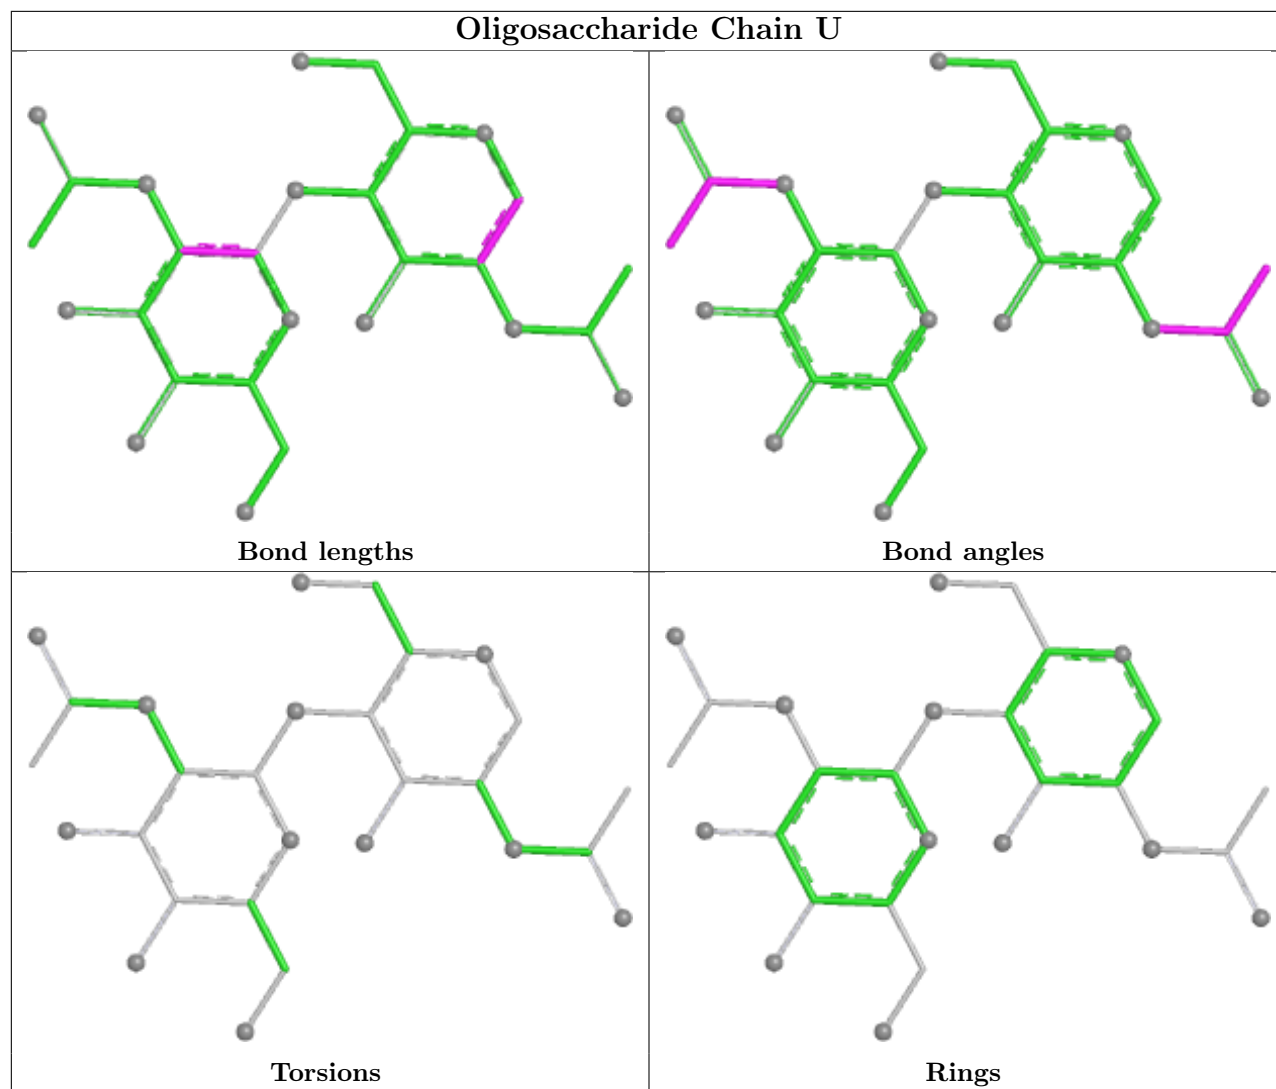 Oligosaccharide Chain U
Bond lengths
Bond angles
Torsions
Rings